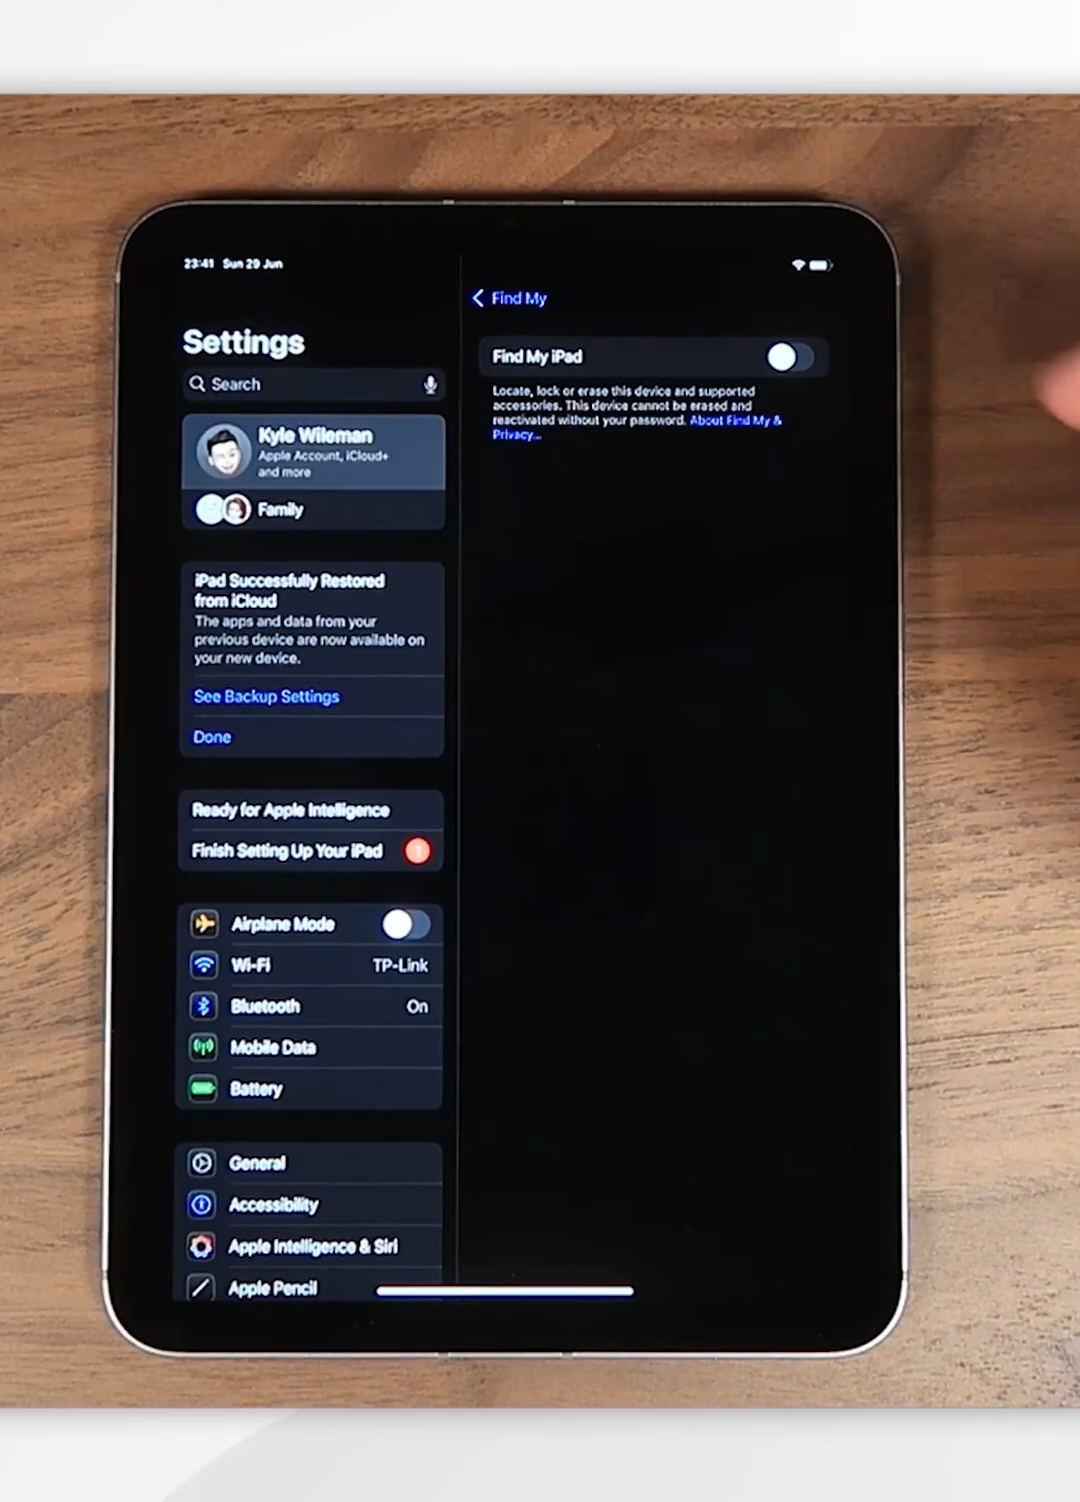 23:41 Sun 29 Jun
Settings
Search
Kyle Wileman
Apple Account, iCloud+
and more
Family
iPad Successfully Restored
from iCloud
The apps and data from your
previous device are now available on
your new device.
See Backup Settings
Done
Ready for Apple Intelligence
Finish Setting Up Your iPad 1
Airplane Mode
Wi-Fi TP-Link
Bluetooth On
Mobile Data
Battery
General
Accessibility
Apple Intelligence & Siri
Apple Pencil
Find My
Find My iPad
Locate, lock or erase this device and supported
accessories. This device cannot be erased and
reactivated without your password. About Find My &
Privacy...